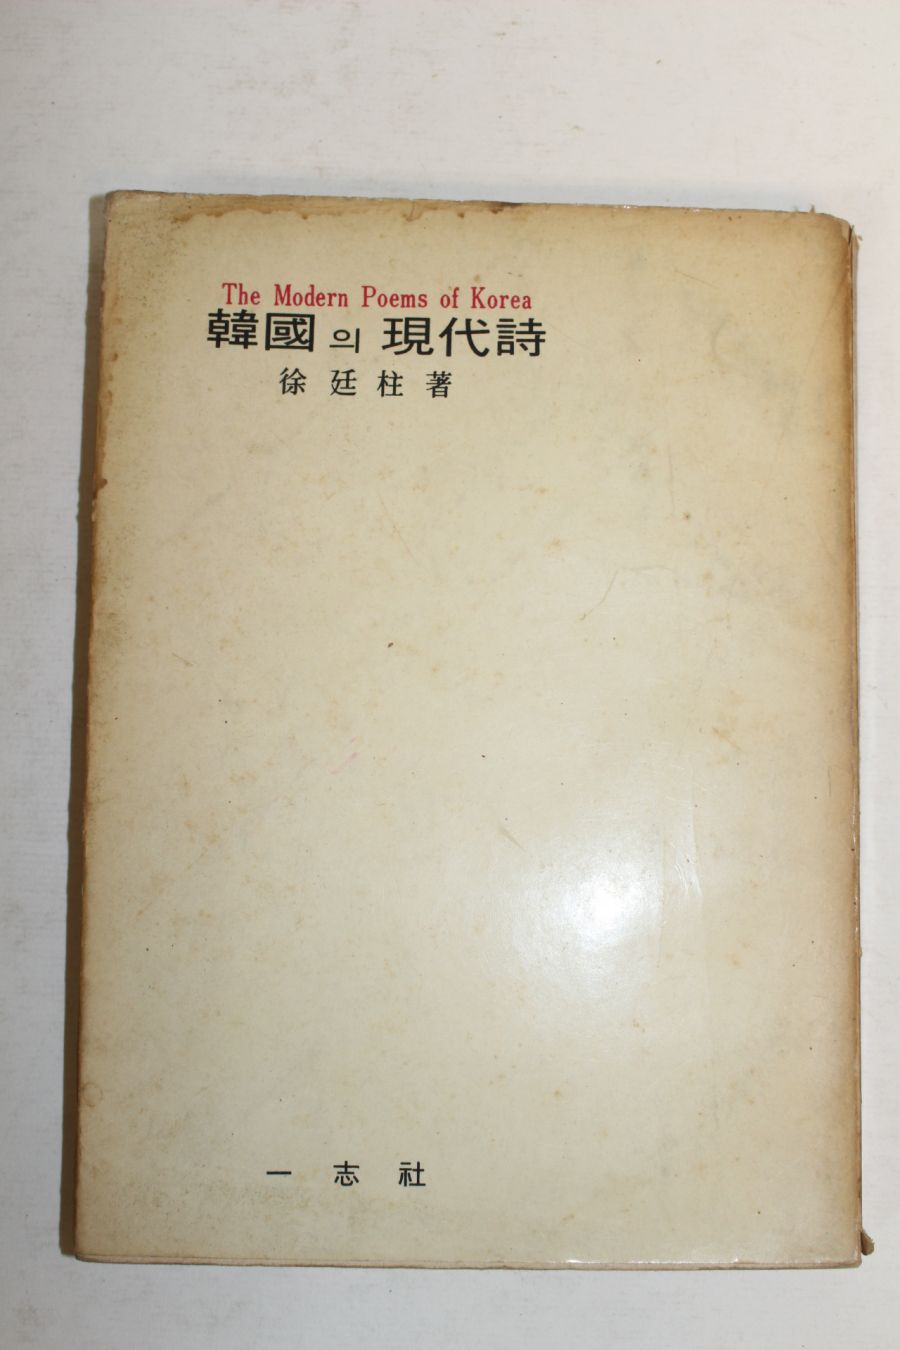 The Modern Poems of Korea
韓國의 現代詩
徐廷柱著
一志社